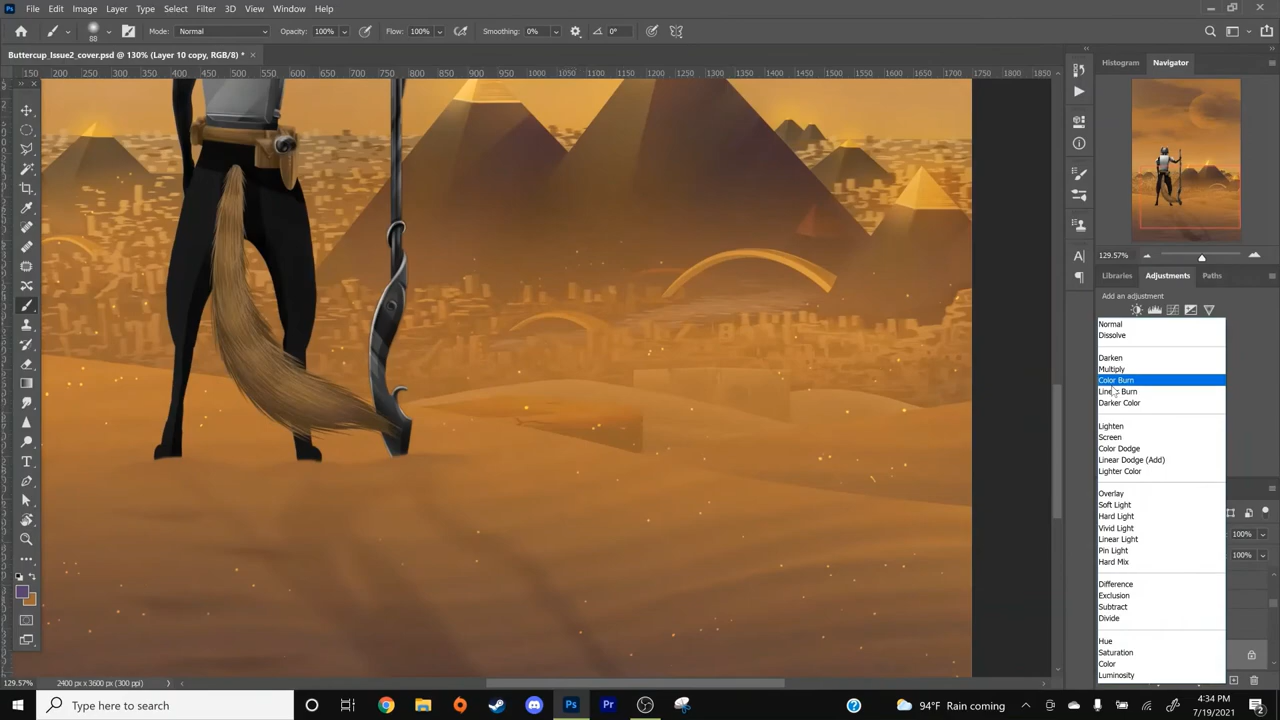 Ps File Edit Image Layer Type Select Filter 3D View Window Help
88 Mode: Normal Opacity: 100% Flow: 100% Smoothing: 0% 0°
Buttercup_Issue2_cover.psd @ 130% (Layer 10 copy, RGB/8) *
150 200 250 300 350 400 450 500 550 600 650 700 750 800 850 900 950 1000 1050 1100 1150 1200 1250 1300 1350 1400 1450 1500 1550 1600 1650 1700 1750 1800 1850
Histogram Navigator
129.57%
Libraries Adjustments Paths
Add an adjustment
Normal
Dissolve
Darken
Multiply
Color Burn
Linear Burn
Darker Color
Lighten
Screen
Color Dodge
Linear Dodge (Add)
Lighter Color
Overlay
Soft Light
Hard Light
Vivid Light
Linear Light
Pin Light
Hard Mix
100%
100%
Difference
Exclusion
Subtract
Divide
Hue
Saturation
Color
Luminosity
129.57% 2400 px x 3600 px (300 ppi)
Type here to search
Ps Pr
94°F Raining coming
4:34 PM
7/19/2021
2